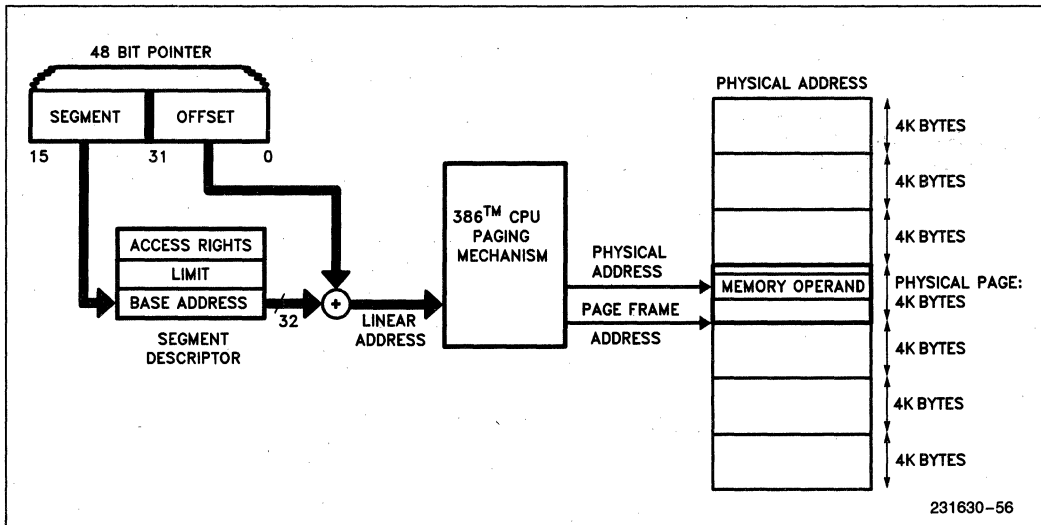 48 BIT POINTER
SEGMENT
OFFSET
15
31
0
ACCESS RIGHTS
LIMIT
BASE ADDRESS
SEGMENT
DESCRIPTOR
32
+
LINEAR
ADDRESS
386™ CPU
PAGING
MECHANISM
PHYSICAL
ADDRESS
PAGE FRAME
ADDRESS
PHYSICAL ADDRESS
4K BYTES
4K BYTES
4K BYTES
MEMORY OPERAND
PHYSICAL PAGE:
4K BYTES
4K BYTES
4K BYTES
4K BYTES
231630-56